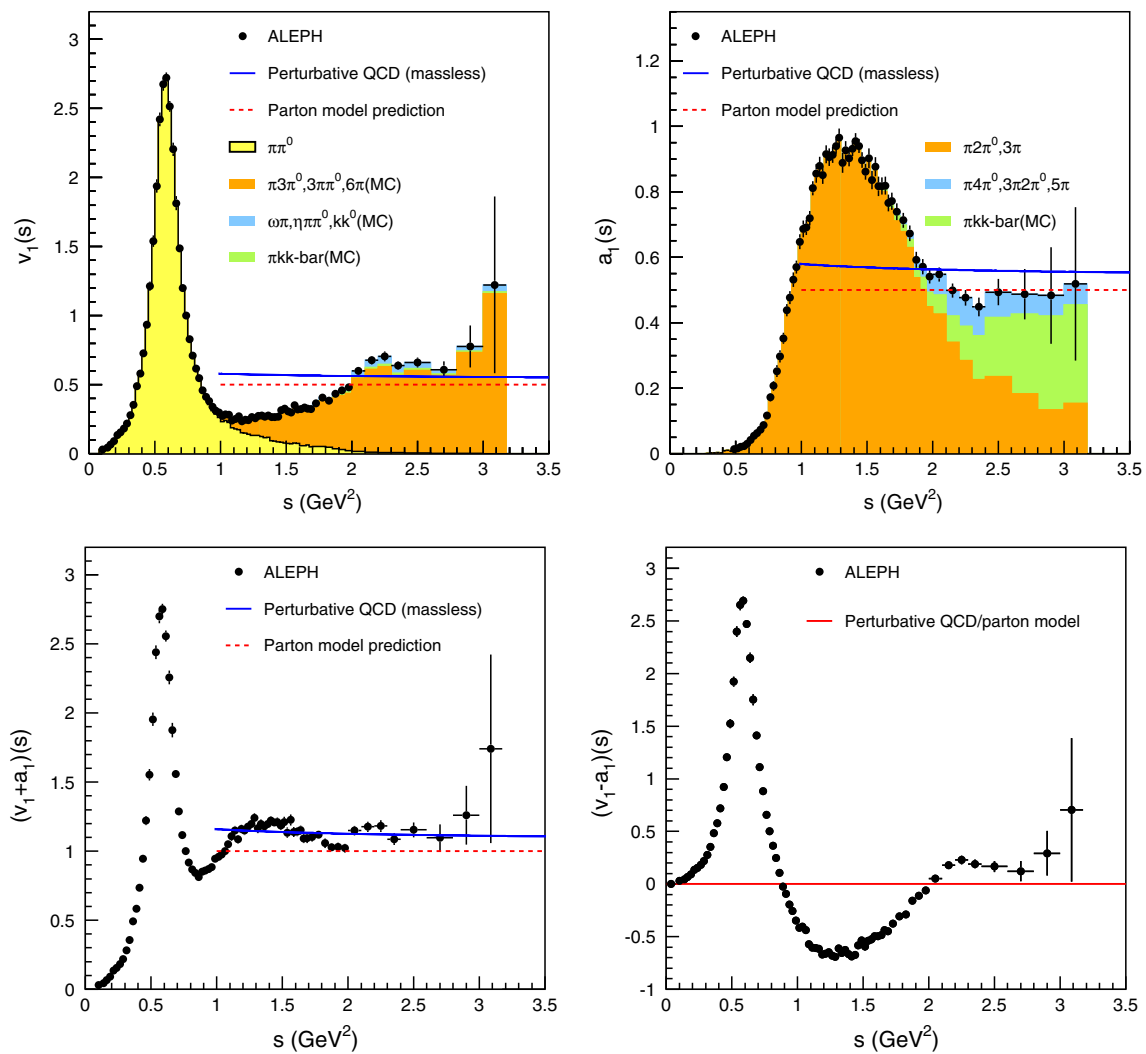 ALEPH
Perturbative QCD (massless)
Parton model prediction
ππ⁰
π3π⁰,3ππ⁰,6π(MC)
ωπ,ηππ⁰,kk⁰(MC)
πkk-bar(MC)
v₁(s)
3
2.5
2
1.5
1
0.5
0
0 0.5 1 1.5 2 2.5 3 3.5
s (GeV²)
ALEPH
Perturbative QCD (massless)
Parton model prediction
π2π⁰,3π
π4π⁰,3π2π⁰,5π
πkk-bar(MC)
a₁(s)
1.2
1
0.8
0.6
0.4
0.2
0
0 0.5 1 1.5 2 2.5 3 3.5
s (GeV²)
ALEPH
Perturbative QCD (massless)
Parton model prediction
(v₁+a₁)(s)
3
2.5
2
1.5
1
0.5
0
0 0.5 1 1.5 2 2.5 3 3.5
s (GeV²)
ALEPH
Perturbative QCD/parton model
(v₁-a₁)(s)
3
2.5
2
1.5
1
0.5
0
-0.5
-1
0 0.5 1 1.5 2 2.5 3 3.5
s (GeV²)